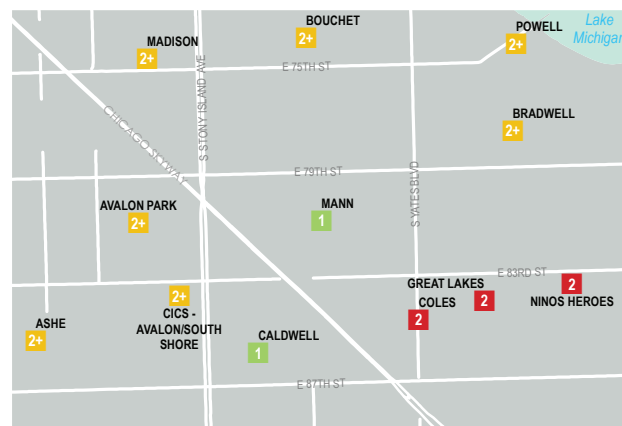 BOUCHET
2+
POWELL
2+
Lake
Michigan
MADISON
2+
E 75TH ST
S STONY ISLAND AVE
CHICAGO SKYWAY
BRADWELL
2+
E 79TH ST
S YATES BLVD
AVALON PARK
2+
MANN
1
E 83RD ST
GREAT LAKES
2
COLES
2
2
NINOS HEROES
2+
CICS -
AVALON/SOUTH
SHORE
ASHE
2+
CALDWELL
1
E 87TH ST